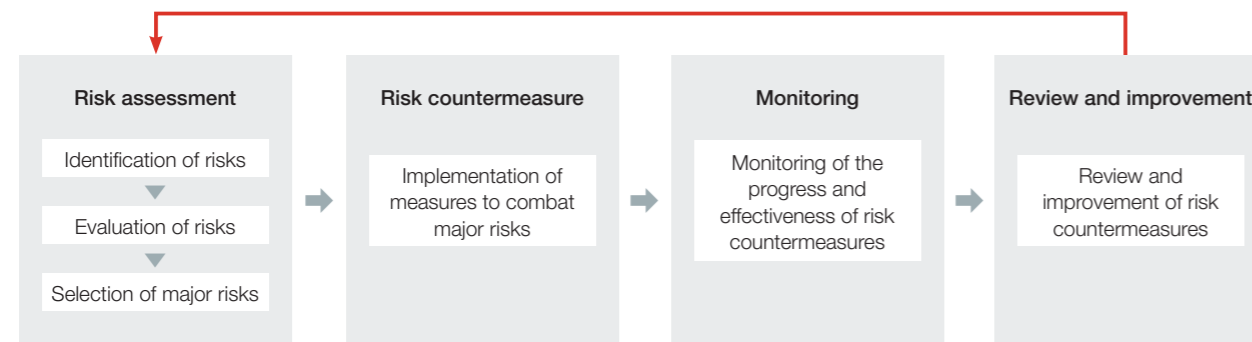 Risk assessment
Identification of risks
Evaluation of risks
Selection of major risks
Risk countermeasure
Implementation of
measures to combat
major risks
Monitoring
Monitoring of the
progress and
effectiveness of risk
countermeasures
Review and improvement
Review and
improvement of risk
countermeasures